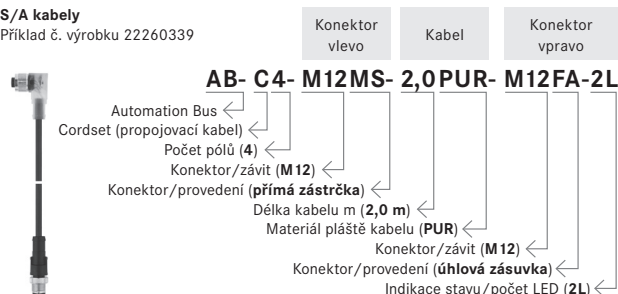 S/A kabely
Příklad č. výrobku 22260339
Konektor
vlevo
Kabel
Konektor
vpravo
AB- C4- M12MS- 2,0PUR- M12FA-2L
Automation Bus
Cordset (propojovací kabel)
Počet pólů (4)
Konektor/závit (M12)
Konektor/provedení (přímá zástrčka)
Délka kabelu m (2,0 m)
Materiál pláště kabelu (PUR)
Konektor/závit (M12)
Konektor/provedení (úhlová zásuvka)
Indikace stavu/počet LED (2L)